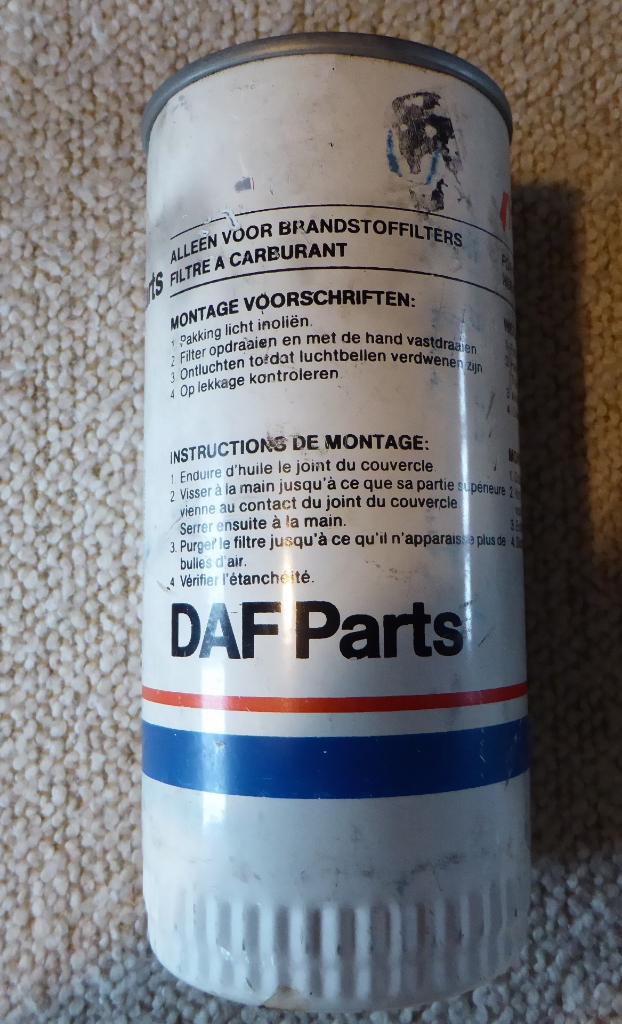 ALLEEN VOOR BRANDSTOFFILTERS
FILTRE A CARBURANT
rts
MONTAGE VOORSCHRIFTEN:
1 Pakking licht inoliën.
2 Filter opdraaien en met de hand vastdraaien
3 Ontluchten totdat luchtbellen verdwenen zijn
4 Op lekkage kontroleren
INSTRUCTIONS DE MONTAGE:
1 Enduire d'huile le joint du couvercle
2. Visser à la main jusqu'à ce que sa partie supérieure
vienne au contact du joint du couvercle
Serrer ensuite à la main.
3. Purger le filtre jusqu'à ce qu'il n'apparaisse plus de
bulles d'air.
4 Vérifier l'étanchéité.
DAF Parts